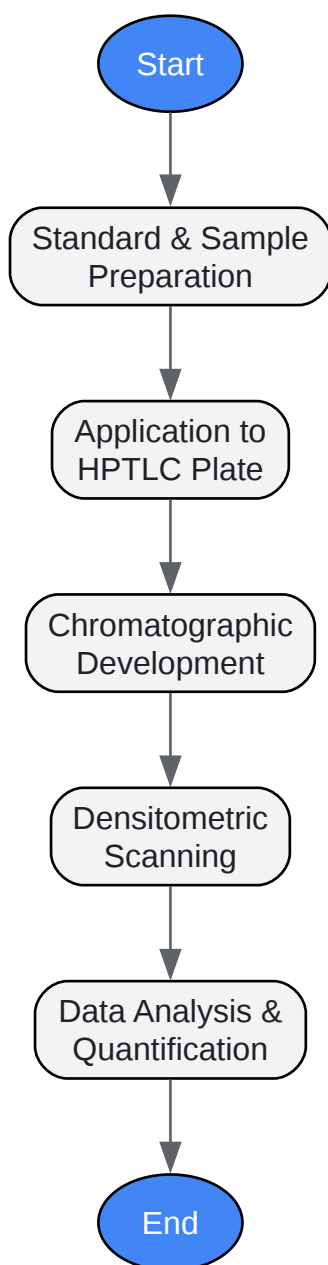 Start
Standard & Sample
Preparation
Application to
HPTLC Plate
Chromatographic
Development
Densitometric
Scanning
Data Analysis &
Quantification
End